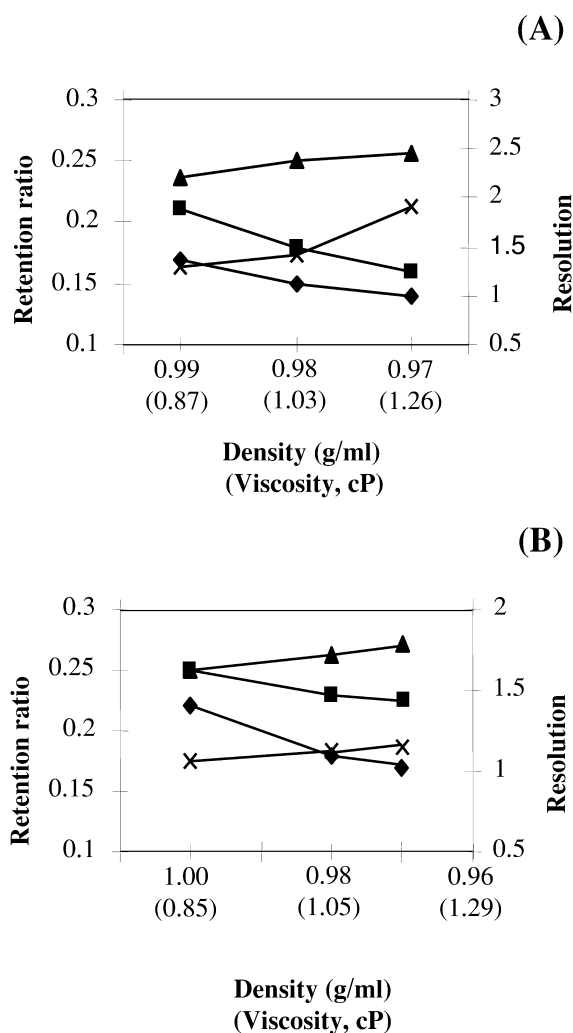 (A)
Retention ratio
0.3
0.25
0.2
0.15
0.1
3
2.5
2
1.5
1
0.5
Resolution
0.99 0.98 0.97
(0.87) (1.03) (1.26)
Density (g/ml)
(Viscosity, cP)
(B)
Retention ratio
0.3
0.25
0.2
0.15
0.1
2
1.5
1
0.5
Resolution
1.00 0.98 0.96
(0.85) (1.05) (1.29)
Density (g/ml)
(Viscosity, cP)